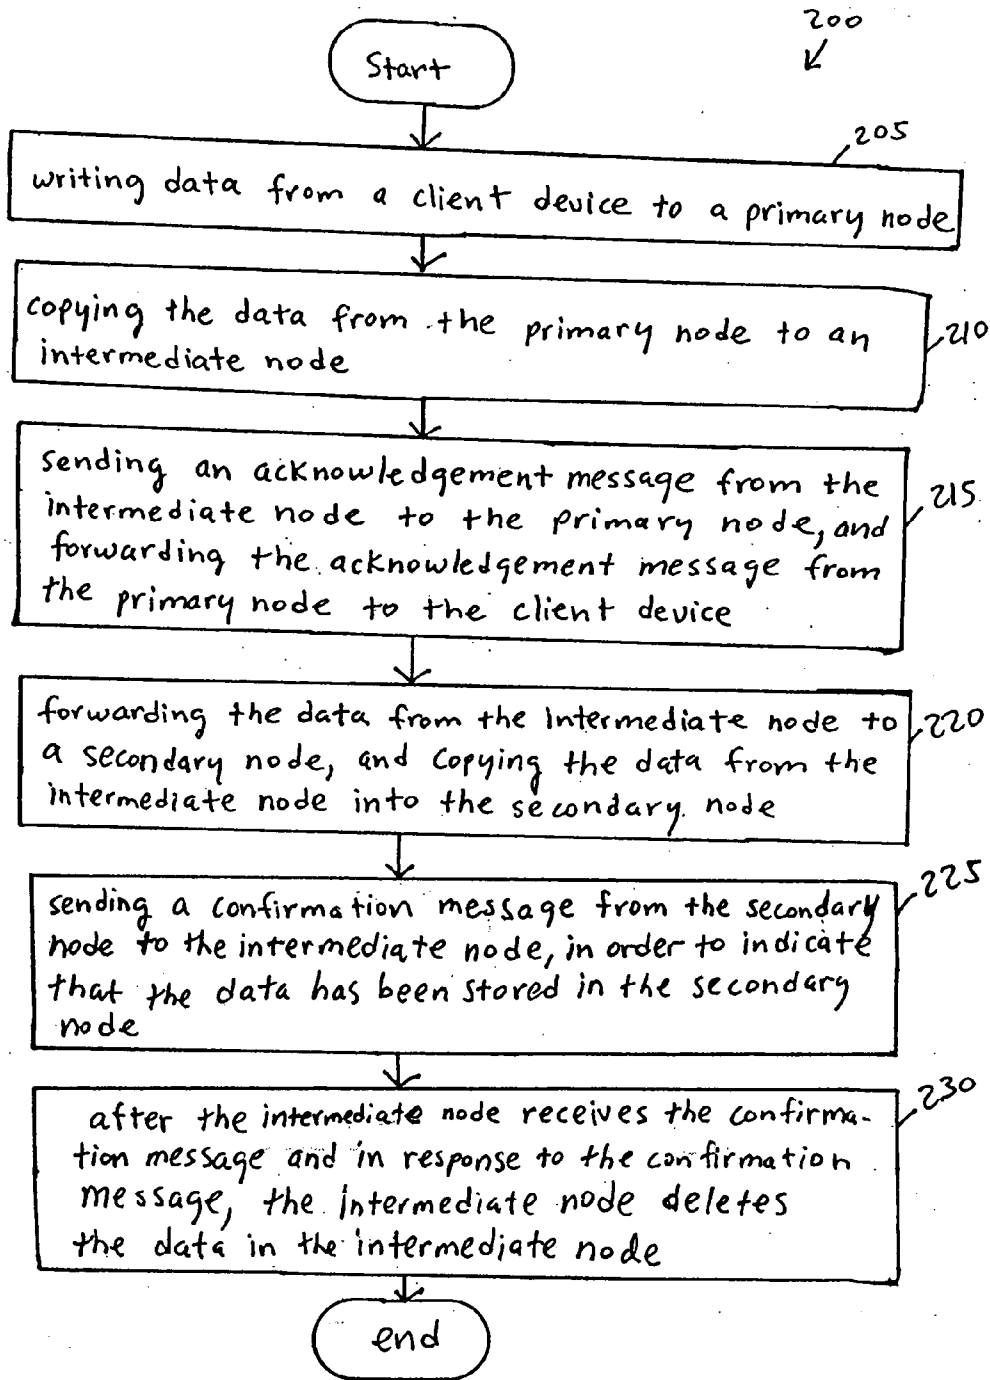 200
Start
205
writing data from a client device to a primary node
copying the data from the primary node to an
intermediate node
210
sending an acknowledgement message from the
intermediate node to the primary node, and
forwarding the acknowledgement message from
the primary node to the client device
215
forwarding the data from the intermediate node to
a secondary node, and copying the data from the
intermediate node into the secondary node
220
225
sending a confirmation message from the secondary
node to the intermediate node, in order to indicate
that the data has been stored in the secondary
node
230
after the intermediate node receives the confirma-
tion message and in response to the confirmation
message, the intermediate node deletes
the data in the intermediate node
end